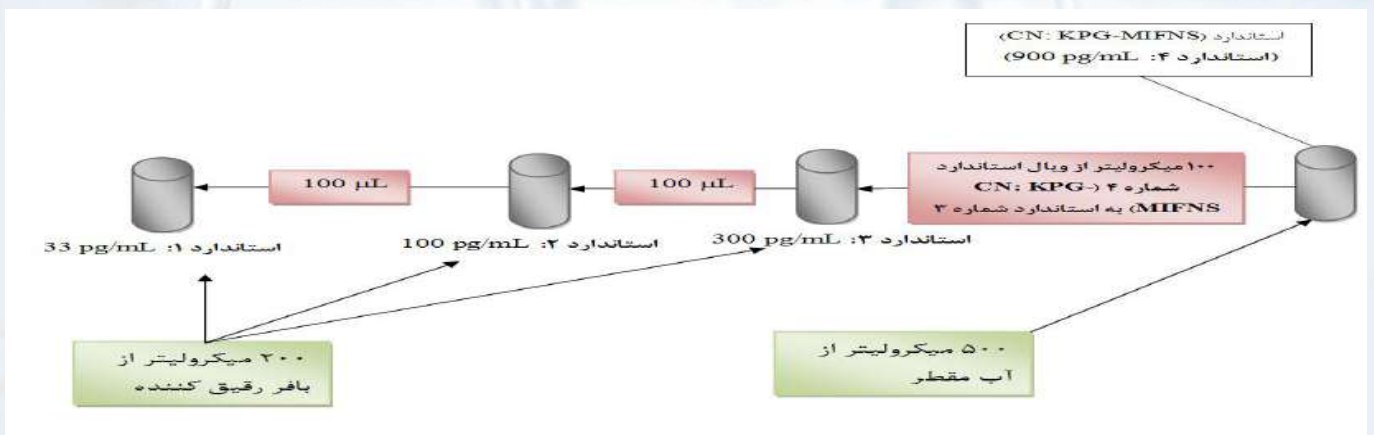 استاندارد (CN: KPG-MIFNS)
(استاندارد ۴: 900 pg/mL)
۱۰۰میکرولیتر از ویال استاندارد
شماره ۴ (CN: KPG-
MIFNS) به استاندارد شماره ۳
100 µL
100 µL
استاندارد ۳: 300 pg/mL
استاندارد ۲: 100 pg/mL
استاندارد ۱: 33 pg/mL
۵۰۰ میکرولیتر از
آب مقطر
۲۰۰ میکرولیتر از
بافر رقیق کننده